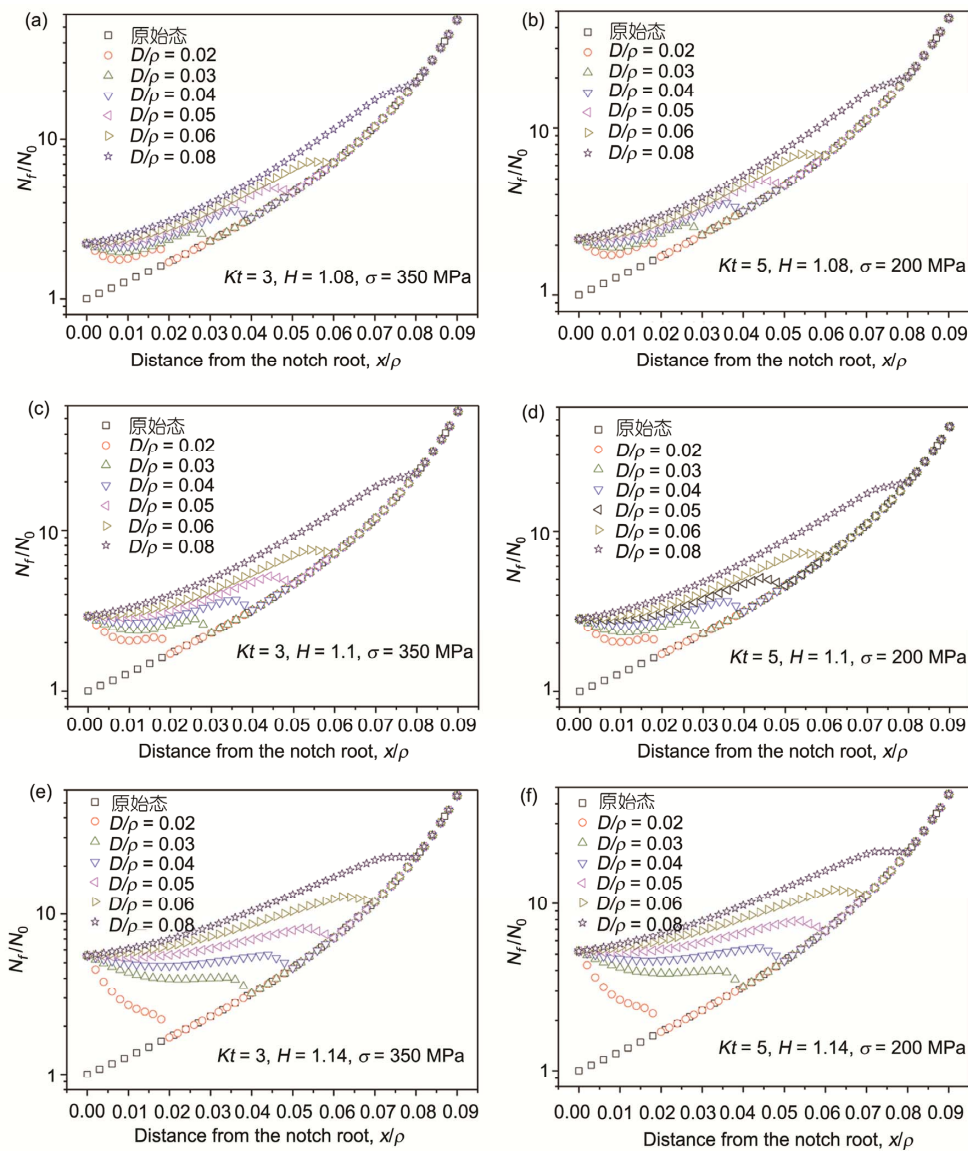 (a)
原始态
D/ρ = 0.02
D/ρ = 0.03
D/ρ = 0.04
D/ρ = 0.05
D/ρ = 0.06
D/ρ = 0.08
10
1
Nf/N0
Kt = 3, H = 1.08, σ = 350 MPa
0.00 0.01 0.02 0.03 0.04 0.05 0.06 0.07 0.08 0.09
Distance from the notch root, x/ρ
(b)
原始态
D/ρ = 0.02
D/ρ = 0.03
D/ρ = 0.04
D/ρ = 0.05
D/ρ = 0.06
D/ρ = 0.08
10
1
Nf/N0
Kt = 5, H = 1.08, σ = 200 MPa
0.00 0.01 0.02 0.03 0.04 0.05 0.06 0.07 0.08 0.09
Distance from the notch root, x/ρ
(c)
原始态
D/ρ = 0.02
D/ρ = 0.03
D/ρ = 0.04
D/ρ = 0.05
D/ρ = 0.06
D/ρ = 0.08
10
1
Nf/N0
Kt = 3, H = 1.1, σ = 350 MPa
0.00 0.01 0.02 0.03 0.04 0.05 0.06 0.07 0.08 0.09
Distance from the notch root, x/ρ
(d)
原始态
D/ρ = 0.02
D/ρ = 0.03
D/ρ = 0.04
D/ρ = 0.05
D/ρ = 0.06
D/ρ = 0.08
10
1
Nf/N0
Kt = 5, H = 1.1, σ = 200 MPa
0.00 0.01 0.02 0.03 0.04 0.05 0.06 0.07 0.08 0.09
Distance from the notch root, x/ρ
(e)
原始态
D/ρ = 0.02
D/ρ = 0.03
D/ρ = 0.04
D/ρ = 0.05
D/ρ = 0.06
D/ρ = 0.08
10
1
Nf/N0
Kt = 3, H = 1.14, σ = 350 MPa
0.00 0.01 0.02 0.03 0.04 0.05 0.06 0.07 0.08 0.09
Distance from the notch root, x/ρ
(f)
原始态
D/ρ = 0.02
D/ρ = 0.03
D/ρ = 0.04
D/ρ = 0.05
D/ρ = 0.06
D/ρ = 0.08
10
1
Nf/N0
Kt = 5, H = 1.14, σ = 200 MPa
0.00 0.01 0.02 0.03 0.04 0.05 0.06 0.07 0.08 0.09
Distance from the notch root, x/ρ